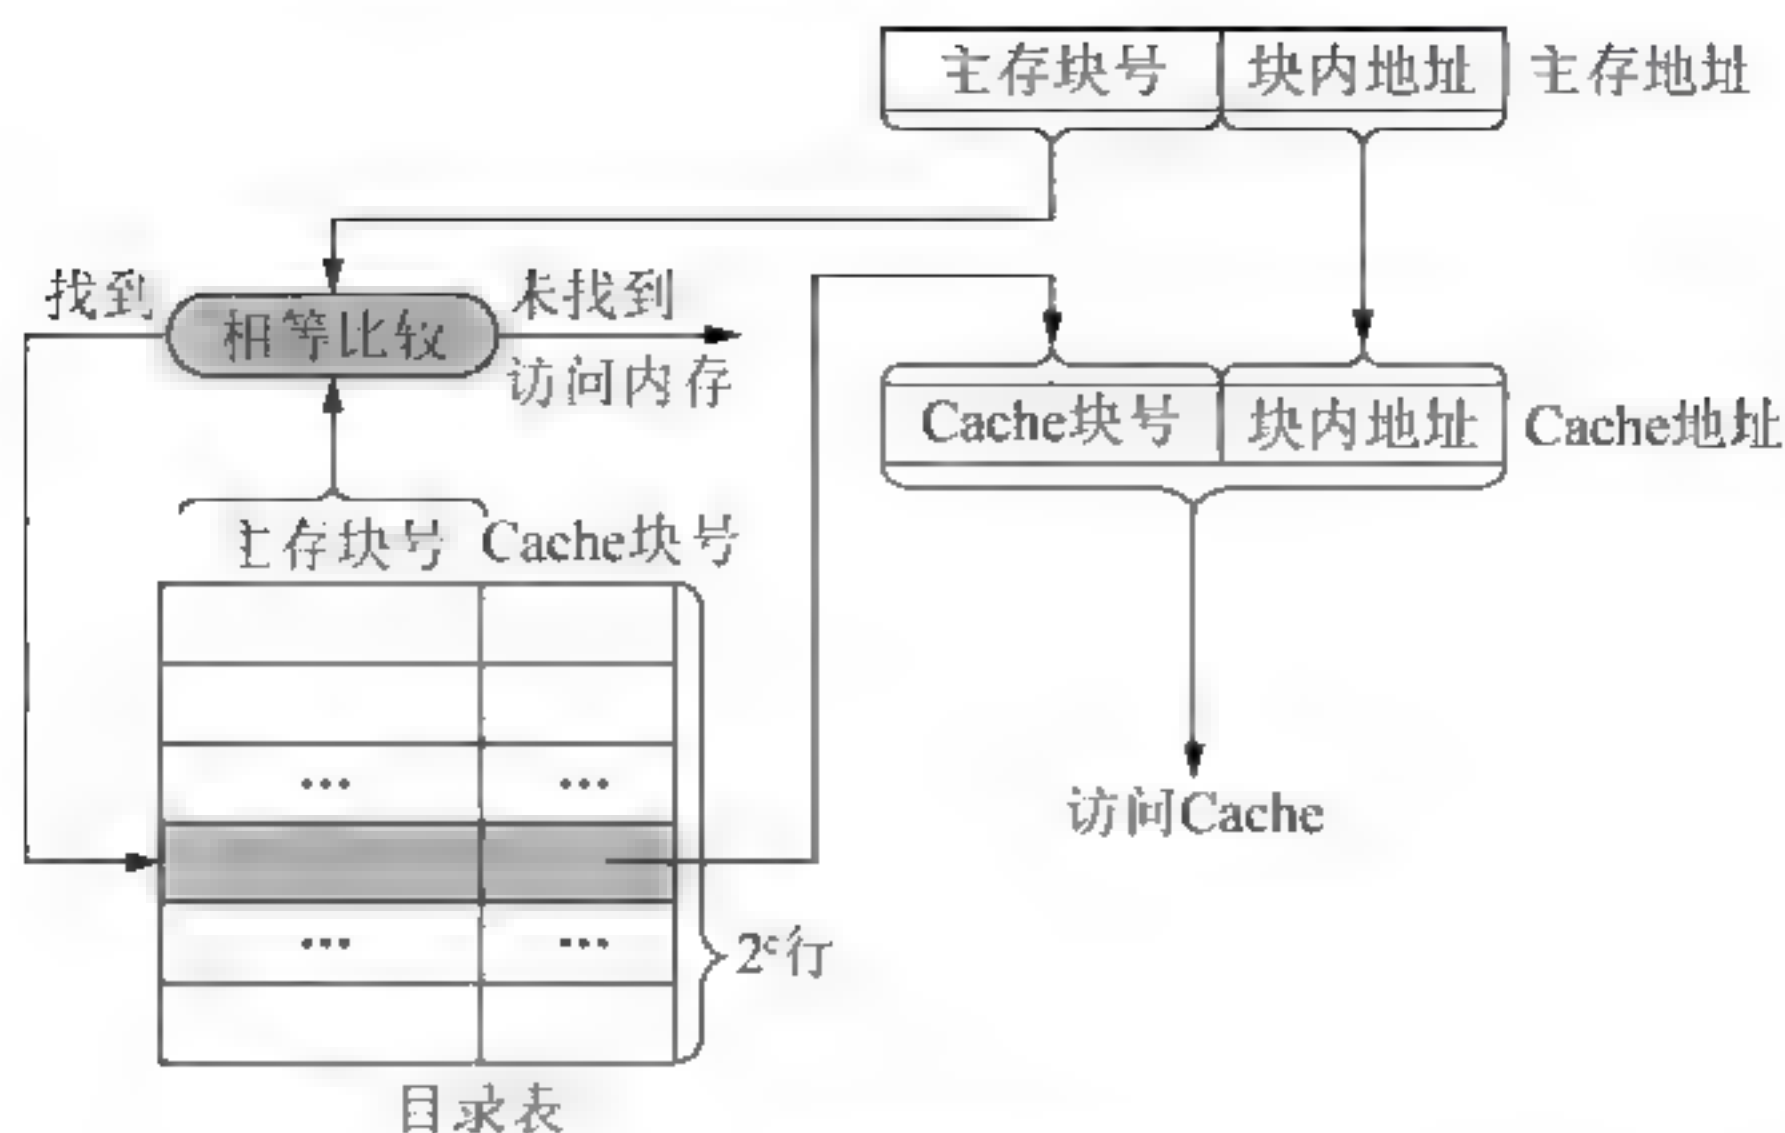 主存块号 块内地址 主存地址
找到 相等比较 未找到
访问内存
Cache块号 块内地址 Cache地址
主存块号 Cache块号
... ...
访问Cache
... ...
2ᶜ行
目录表